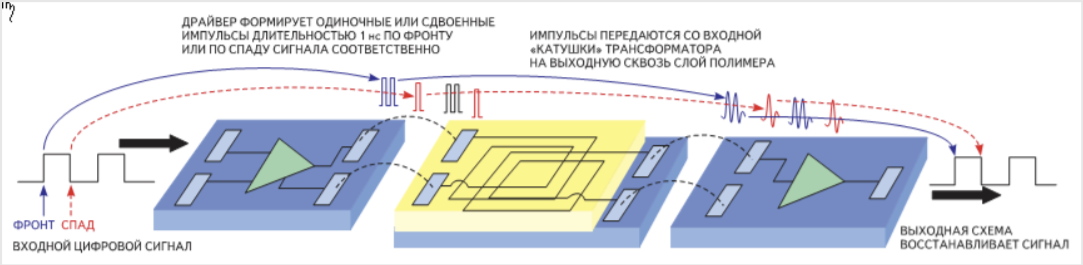 ДРАЙВЕР ФОРМИРУЕТ ОДИНОЧНЫЕ ИЛИ СДВОЕННЫЕ
ИМПУЛЬСЫ ДЛИТЕЛЬНОСТЬЮ 1 нс ПО ФРОНТУ
ИЛИ ПО СПАДУ СИГНАЛА СООТВЕТСТВЕННО
ИМПУЛЬСЫ ПЕРЕДАЮТСЯ СО ВХОДНОЙ
«КАТУШКИ» ТРАНСФОРМАТОРА
НА ВЫХОДНУЮ СКВОЗЬ СЛОЙ ПОЛИМЕРА
ФРОНТ СПАД
ВХОДНОЙ ЦИФРОВОЙ СИГНАЛ
ВЫХОДНАЯ СХЕМА
ВОССТАНАВЛИВАЕТ СИГНАЛ